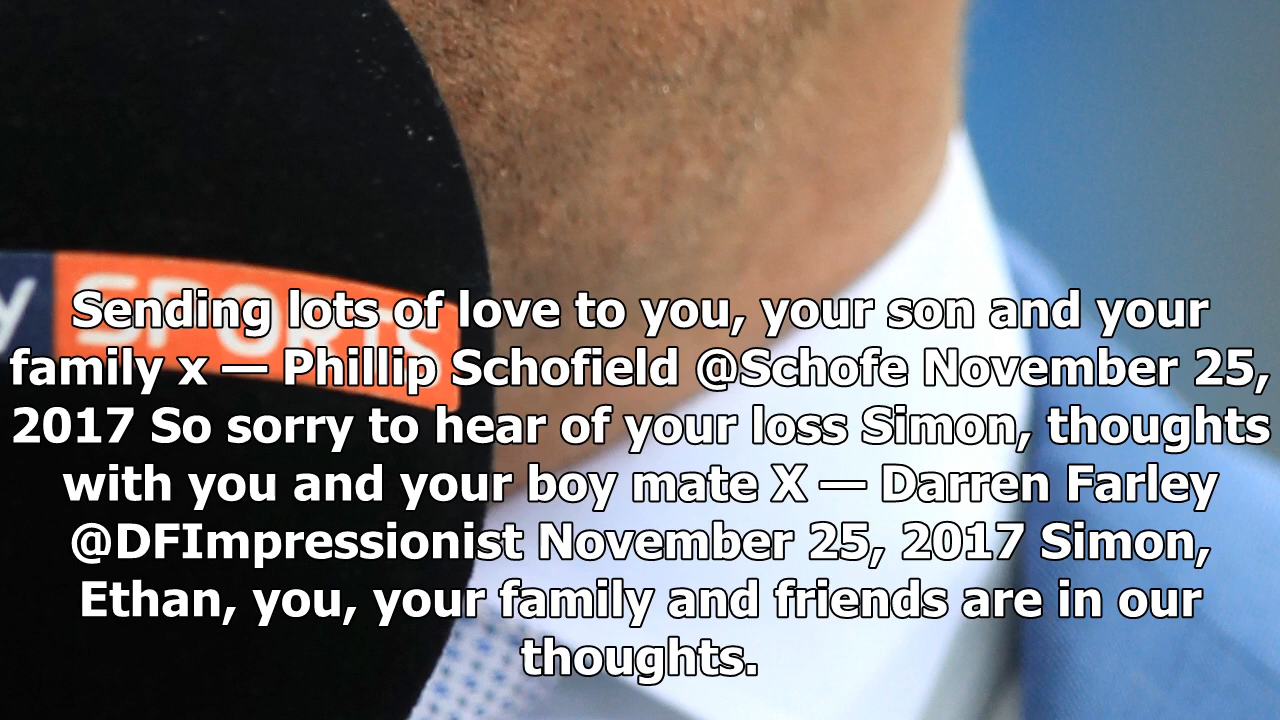 y SPORTS
Sending lots of love to you, your son and your
family x — Phillip Schofield @Schofe November 25,
2017 So sorry to hear of your loss Simon, thoughts
with you and your boy mate X — Darren Farley
@DFImpressionist November 25, 2017 Simon,
Ethan, you, your family and friends are in our
thoughts.